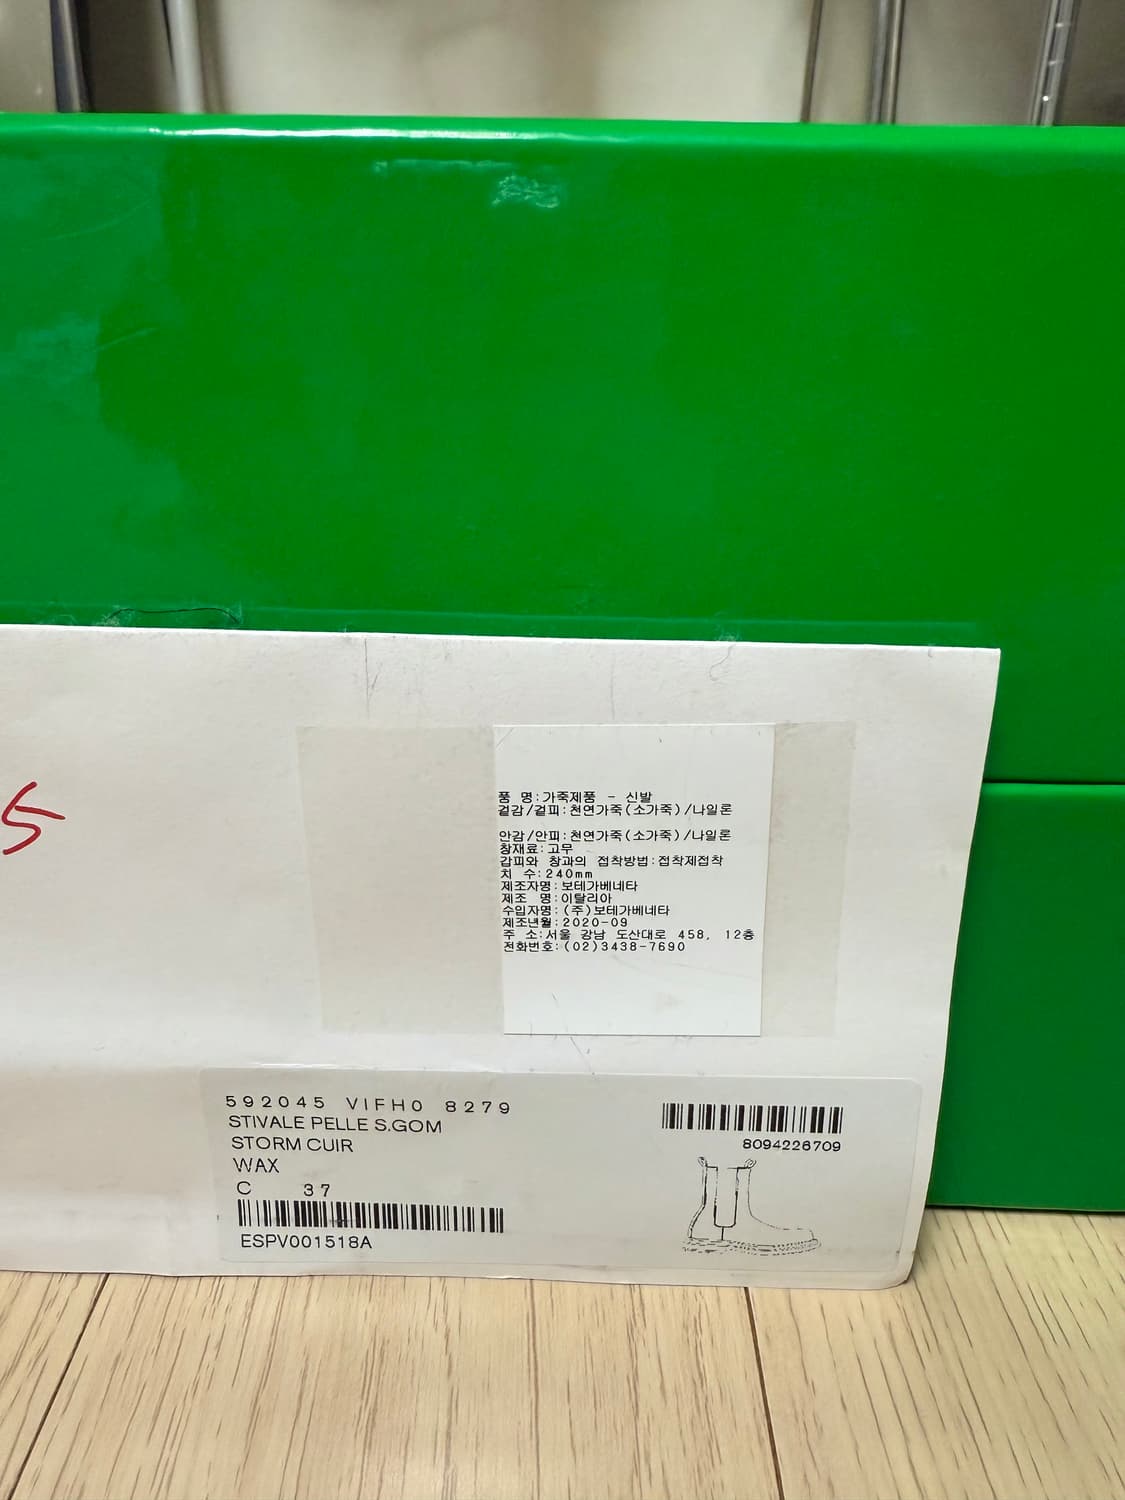 5
품 명:가죽제품 - 신발
겉감/겉피:천연가죽(소가죽)/나일론
안감/안피:천연가죽(소가죽)/나일론
창재료:고무
갑피와 창과의 접착방법:접착제접착
치 수:240mm
제조자명:보테가베네타
제조 명:이탈리아
수입자명:(주)보테가베네타
제조년월:2020-09
주 소:서울 강남 도산대로 458, 12층
전화번호:(02)3438-7690
592045 VIFH0 8279
STIVALE PELLE S.GOM
STORM CUIR
WAX
C 37
ESPV001518A
8094226709